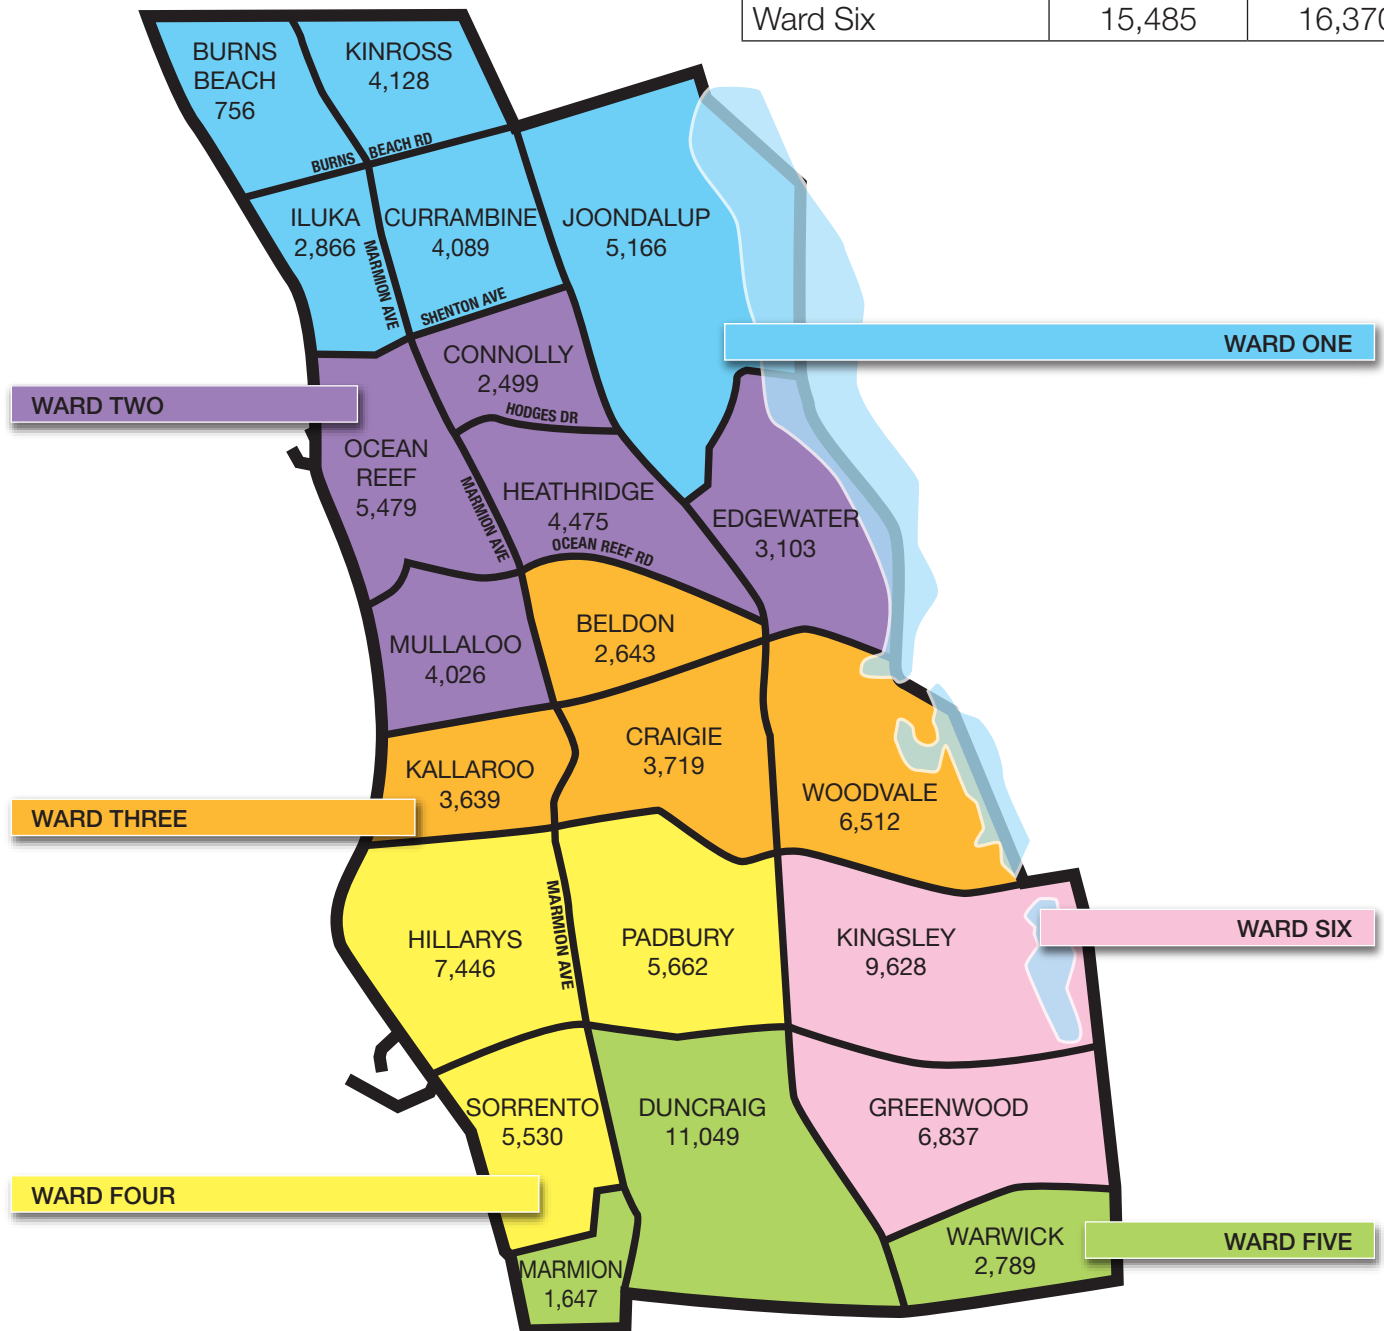 Ward Six 15,485 16,370
BURNS
BEACH
756
KINROSS
4,128
BURNS BEACH RD
ILUKA
2,866
CURRAMBINE
4,089
JOONDALUP
5,166
MARMION AVE
SHENTON AVE
WARD ONE
CONNOLLY
2,499
HODGES DR
WARD TWO
OCEAN
REEF
5,479
MARMION AVE
HEATHRIDGE
4,475
OCEAN REEF RD
EDGEWATER
3,103
MULLALOO
4,026
BELDON
2,643
KALLAROO
3,639
CRAIGIE
3,719
WOODVALE
6,512
WARD THREE
MARMION AVE
HILLARYS
7,446
PADBURY
5,662
KINGSLEY
9,628
WARD SIX
SORRENTO
5,530
DUNCRAIG
11,049
GREENWOOD
6,837
WARD FOUR
MARMION
1,647
WARWICK
2,789
WARD FIVE